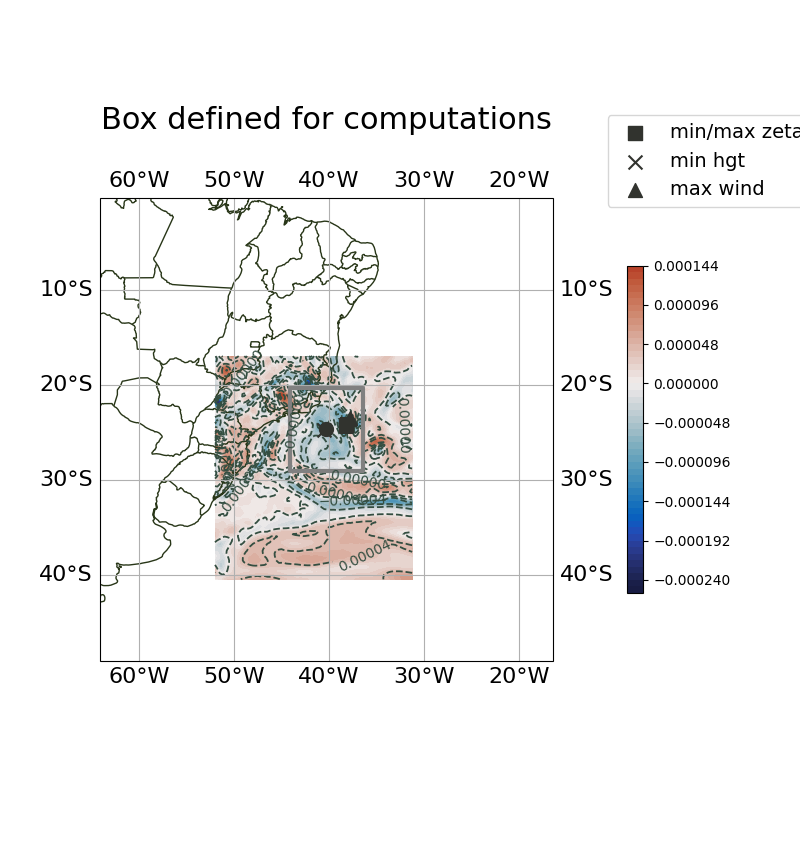 Box defined for computations
min/max zeta
min hgt
max wind
60°W 50°W 40°W 30°W 20°W
10°S 10°S
20°S 20°S
30°S 30°S
40°S 40°S
60°W 50°W 40°W 30°W 20°W
0.000144
0.000096
0.000048
0.000000
−0.000048
−0.000096
−0.000144
−0.000192
−0.000240
0.00004